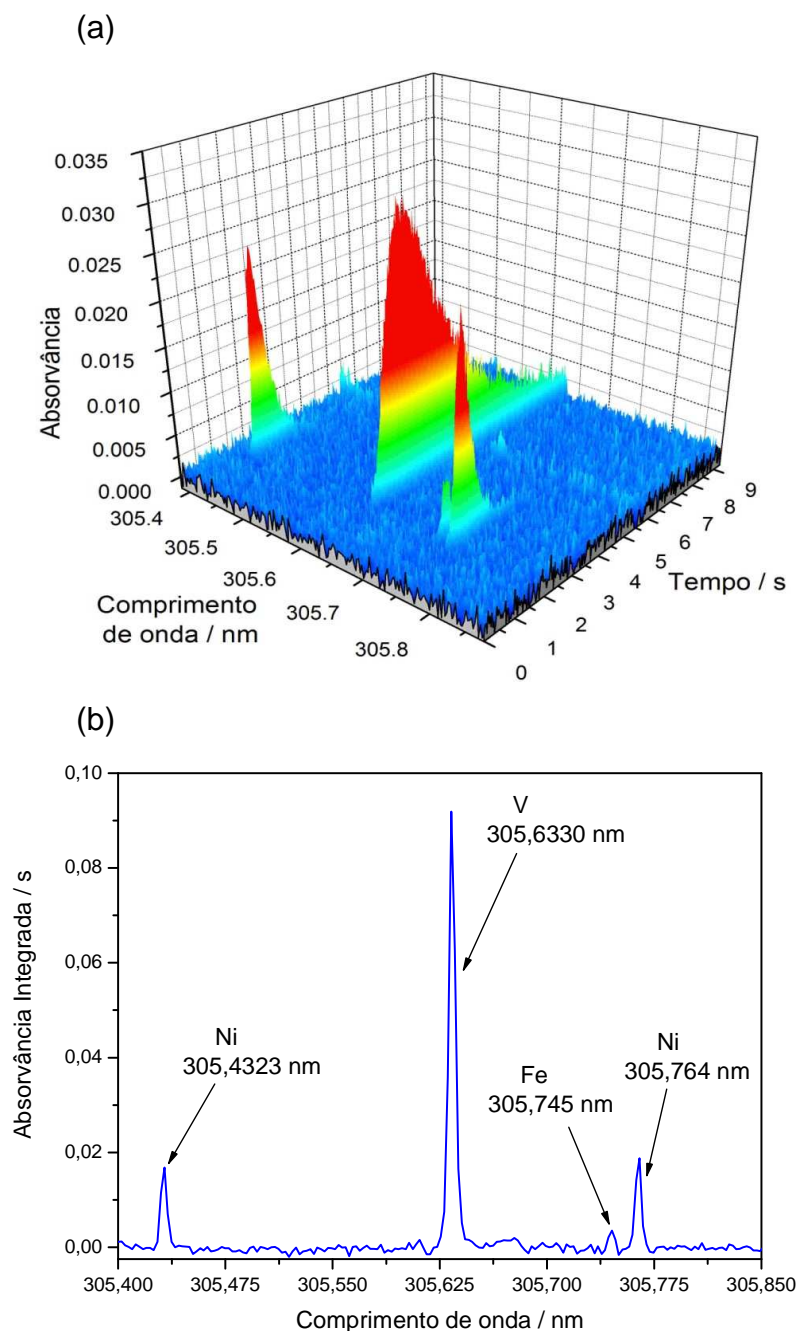 (a)
0.035
0.030
0.025
0.020
0.015
0.010
0.005
0.000
Absorvância
305.4
305.5
305.6
305.7
305.8
Comprimento
de onda / nm
0
1
2
3
4
5
6
7
8
9
Tempo / s
(b)
0,10
0,08
0,06
0,04
0,02
0,00
Absorvância Integrada / s
V
305,6330 nm
Ni
305,4323 nm
Fe
305,745 nm
Ni
305,764 nm
305,400 305,475 305,550 305,625 305,700 305,775 305,850
Comprimento de onda / nm